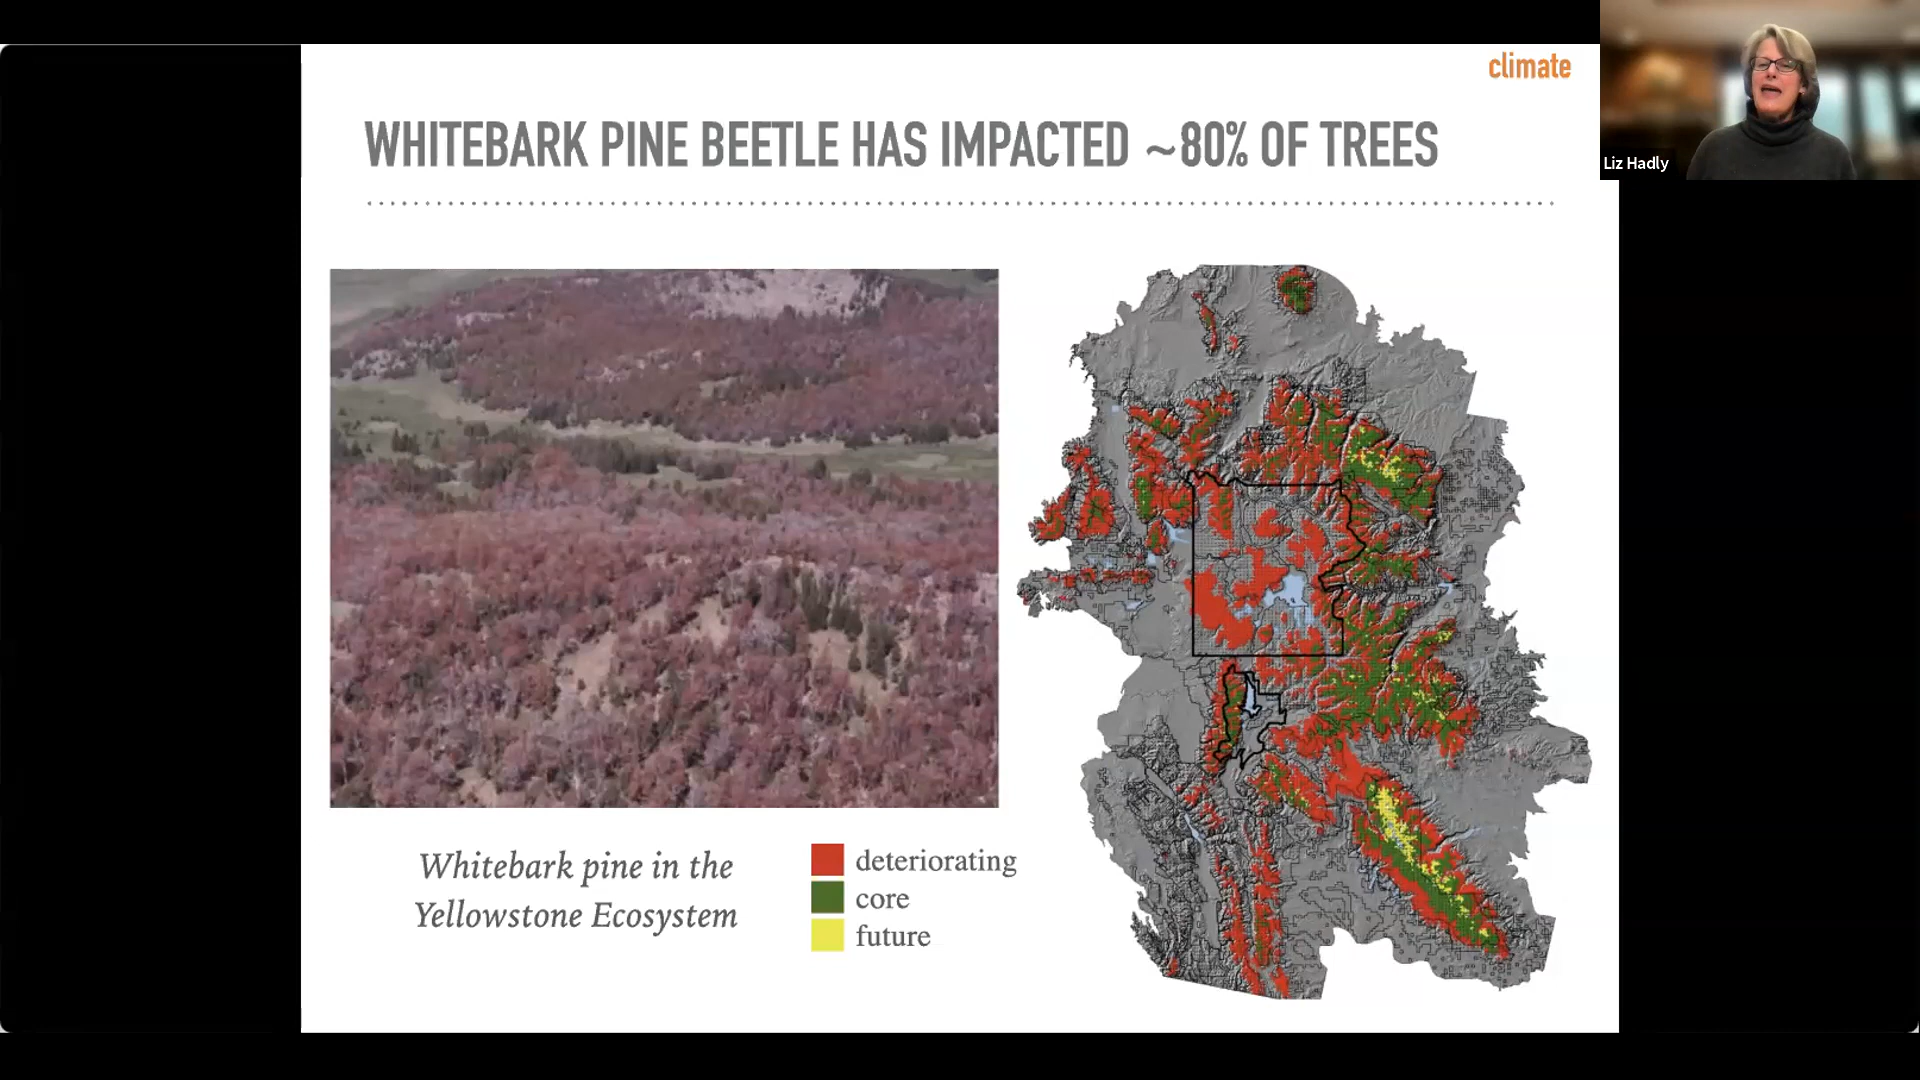 climate
WHITEBARK PINE BEETLE HAS IMPACTED ~80% OF TREES
Liz Hadly
Whitebark pine in the
Yellowstone Ecosystem
deteriorating
core
future